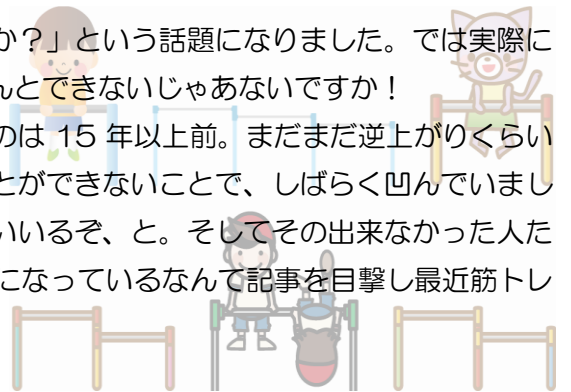 か？」という話題になりました。では実際に
んとできないじゃあないですか！
のは 15 年以上前。まだまだ逆上がりくらい
とができないことで、しばらく凹んでいまし
いいるぞ、と。そしてその出来なかった人た
になっているなんて記事を目撃し最近筋トレ